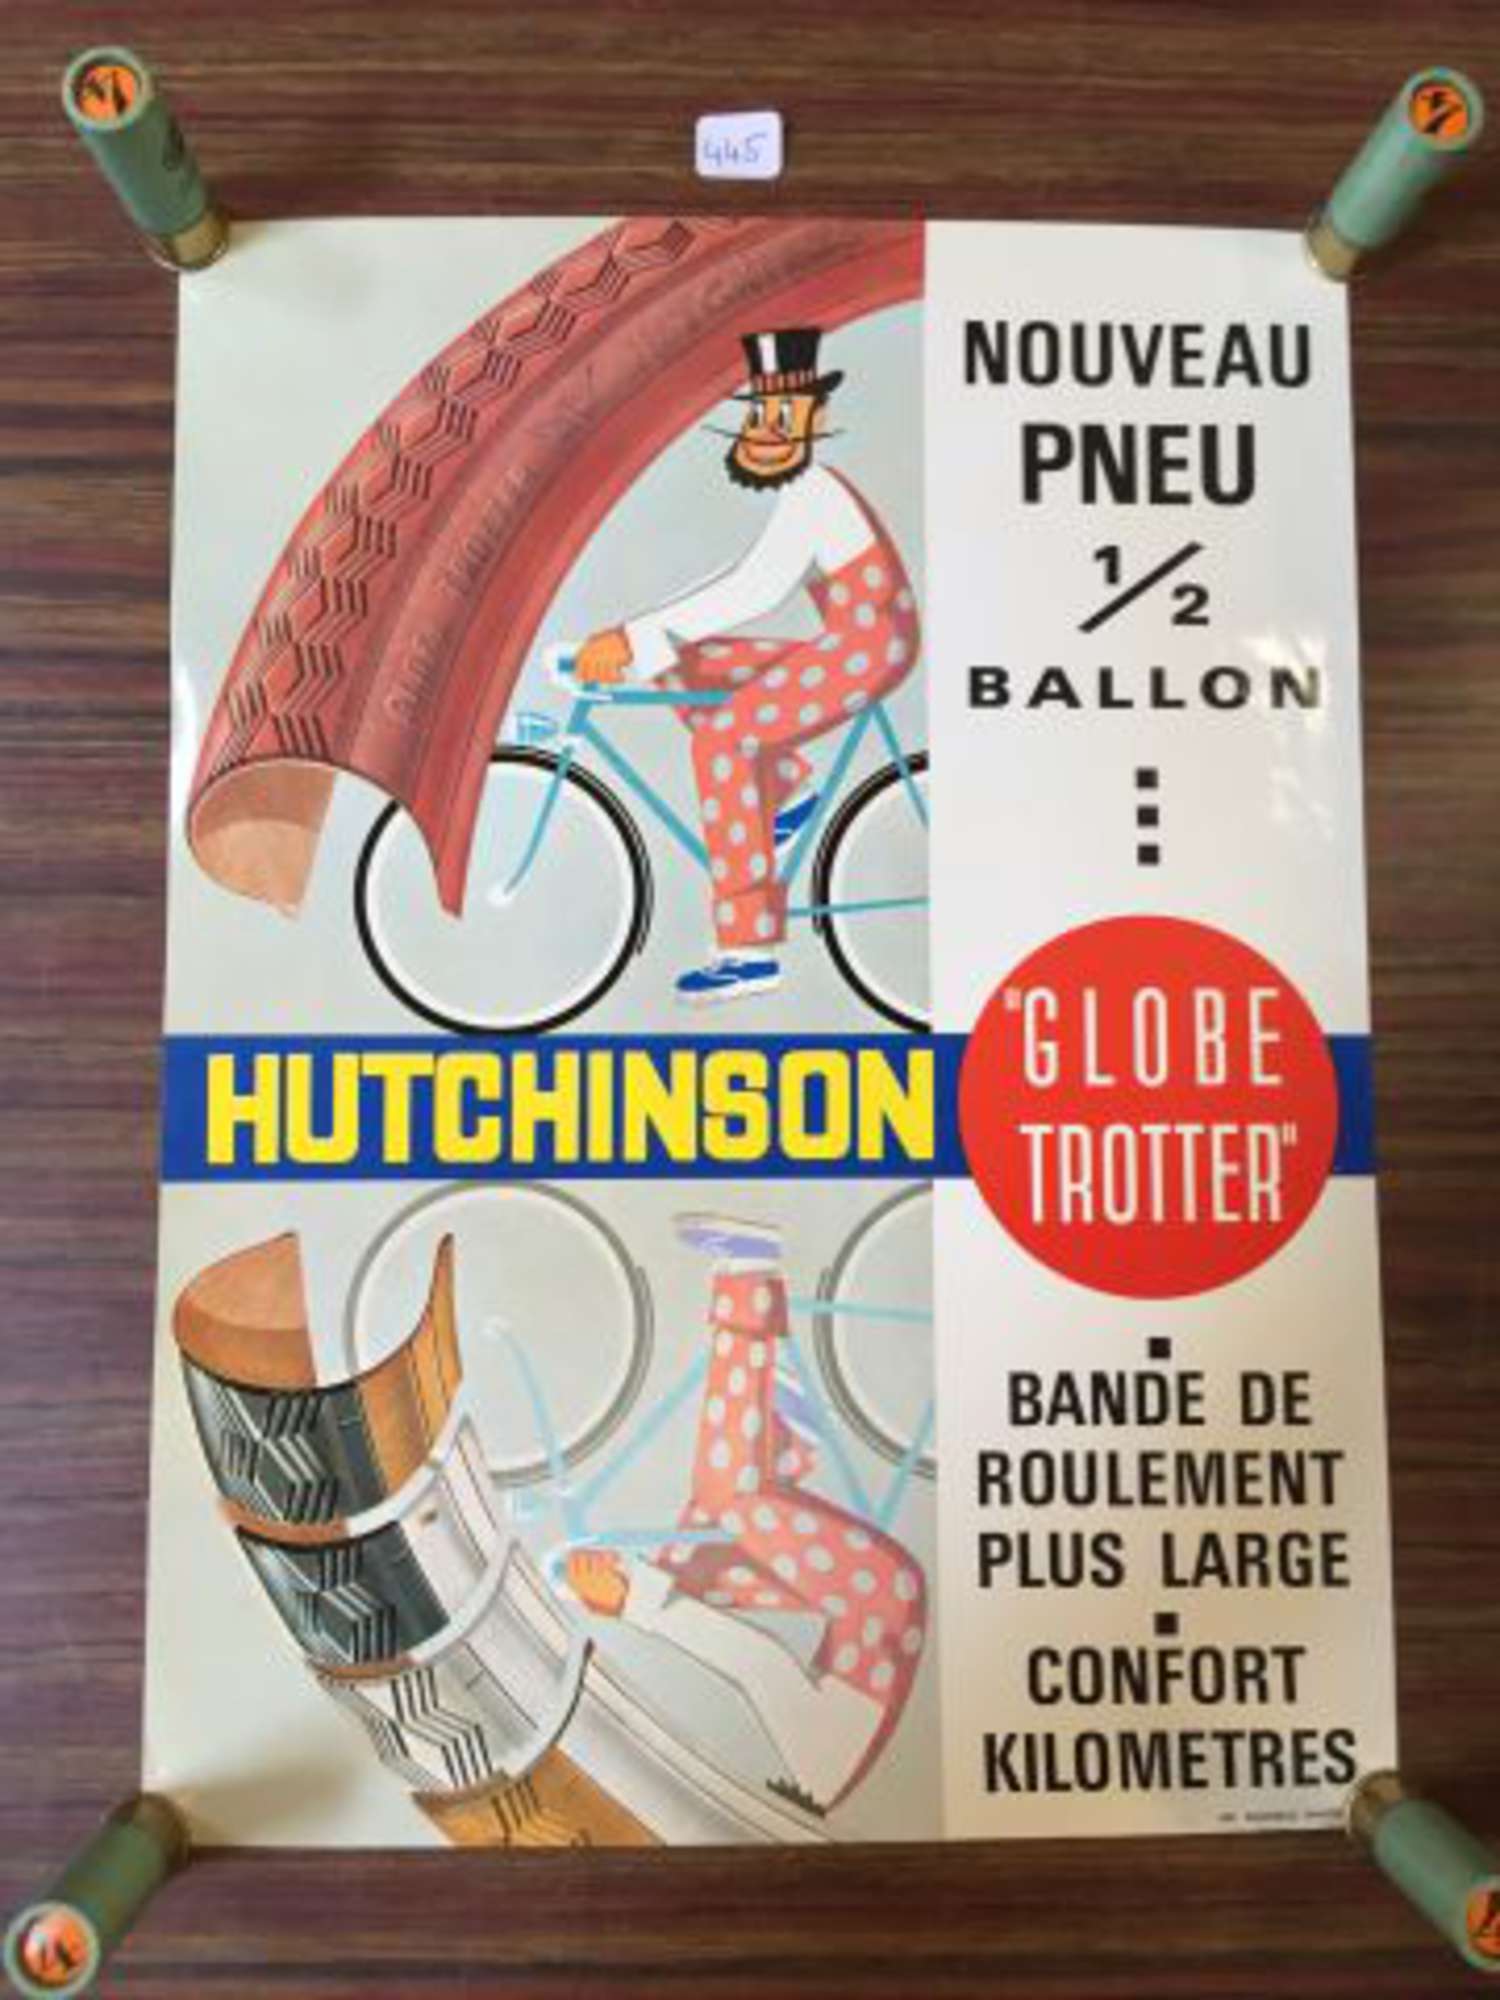 445
NOUVEAU
PNEU
1/2
BALLON
HUTCHINSON
"GLOBE
TROTTER"
BANDE DE
ROULEMENT
PLUS LARGE
CONFORT
KILOMETRES